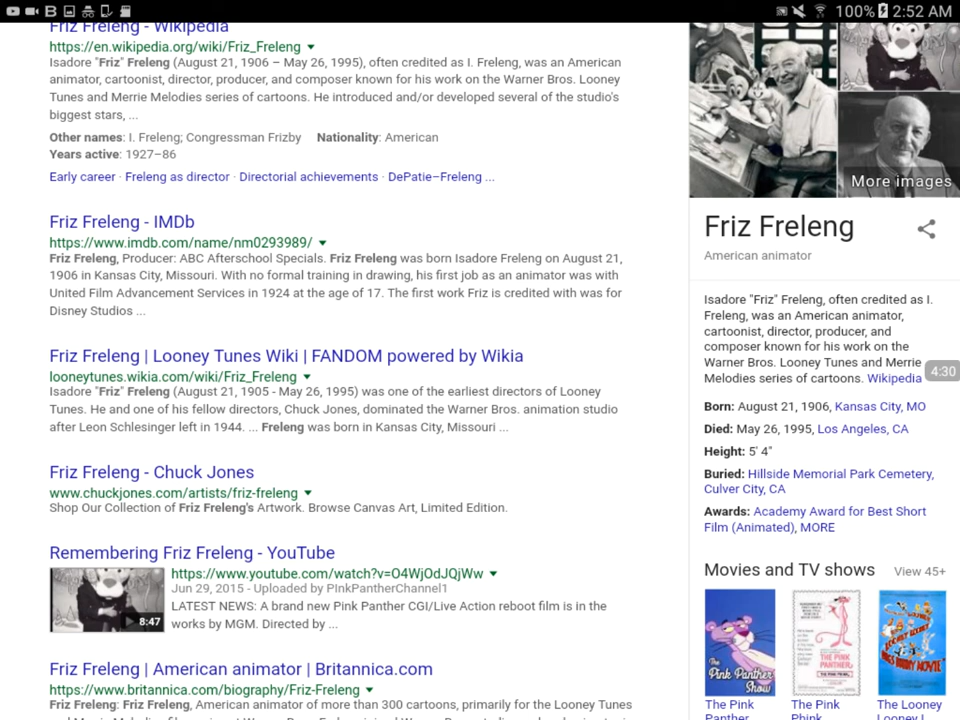 100% 2:52 AM
Friz Freleng - Wikipedia
https://en.wikipedia.org/wiki/Friz_Freleng
Isadore "Friz" Freleng (August 21, 1906 – May 26, 1995), often credited as I. Freleng, was an American
animator, cartoonist, director, producer, and composer known for his work on the Warner Bros. Looney
Tunes and Merrie Melodies series of cartoons. He introduced and/or developed several of the studio's
biggest stars, ...
Other names: I. Freleng; Congressman Frizby Nationality: American
Years active: 1927–86
Early career · Freleng as director · Directorial achievements · DePatie–Freleng ...
Friz Freleng - IMDb
https://www.imdb.com/name/nm0293989/
Friz Freleng, Producer: ABC Afterschool Specials. Friz Freleng was born Isadore Freleng on August 21,
1906 in Kansas City, Missouri. With no formal training in drawing, his first job as an animator was with
United Film Advancement Services in 1924 at the age of 17. The first work Friz is credited with was for
Disney Studios ...
Friz Freleng | Looney Tunes Wiki | FANDOM powered by Wikia
looneytunes.wikia.com/wiki/Friz_Freleng
Isadore "Friz" Freleng (August 21, 1905 - May 26, 1995) was one of the earliest directors of Looney
Tunes. He and one of his fellow directors, Chuck Jones, dominated the Warner Bros. animation studio
after Leon Schlesinger left in 1944. ... Freleng was born in Kansas City, Missouri ...
Friz Freleng - Chuck Jones
www.chuckjones.com/artists/friz-freleng
Shop Our Collection of Friz Freleng's Artwork. Browse Canvas Art, Limited Edition.
Remembering Friz Freleng - YouTube
https://www.youtube.com/watch?v=O4WjOdJQjWw
Jun 29, 2015 - Uploaded by PInkPantherChannel1
LATEST NEWS: A brand new Pink Panther CGI/Live Action reboot film is in the
works by MGM. Directed by ...
8:47
Friz Freleng | American animator | Britannica.com
https://www.britannica.com/biography/Friz-Freleng
Friz Freleng: Friz Freleng, American animator of more than 300 cartoons, primarily for the Looney Tunes
More images
Friz Freleng
American animator
Isadore "Friz" Freleng, often credited as I.
Freleng, was an American animator,
cartoonist, director, producer, and
composer known for his work on the
Warner Bros. Looney Tunes and Merrie
Melodies series of cartoons. Wikipedia
4:30
Born: August 21, 1906, Kansas City, MO
Died: May 26, 1995, Los Angeles, CA
Height: 5' 4"
Buried: Hillside Memorial Park Cemetery,
Culver City, CA
Awards: Academy Award for Best Short
Film (Animated), MORE
Movies and TV shows View 45+
The Pink Panther Show
THE PINK PANTHER
The Pink
Panther
The Pink
Phink
The Looney
Looney L